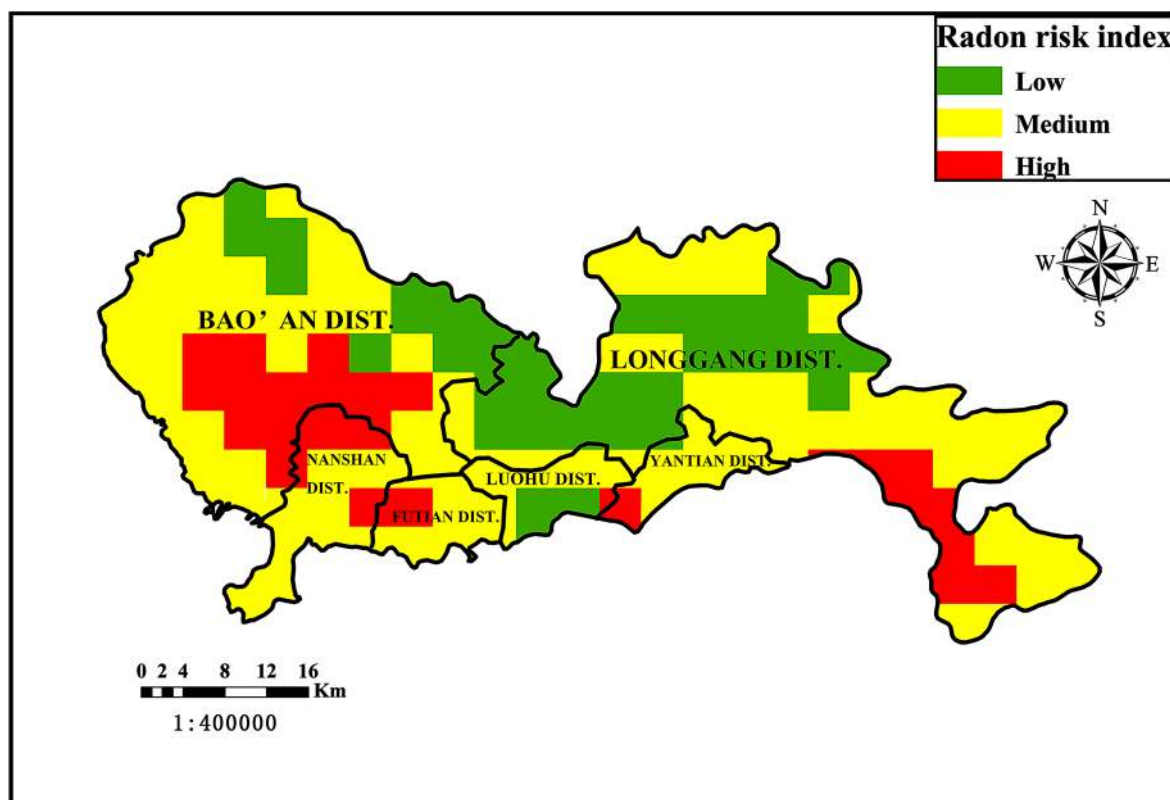 Radon risk index
Low
Medium
High
N
W E
S
BAO’ AN DIST.
LONGGANG DIST.
NANSHAN
DIST.
LUOHU DIST.
YANTIAN DIST.
FUTIAN DIST.
0 2 4 8 12 16
Km
1:400000